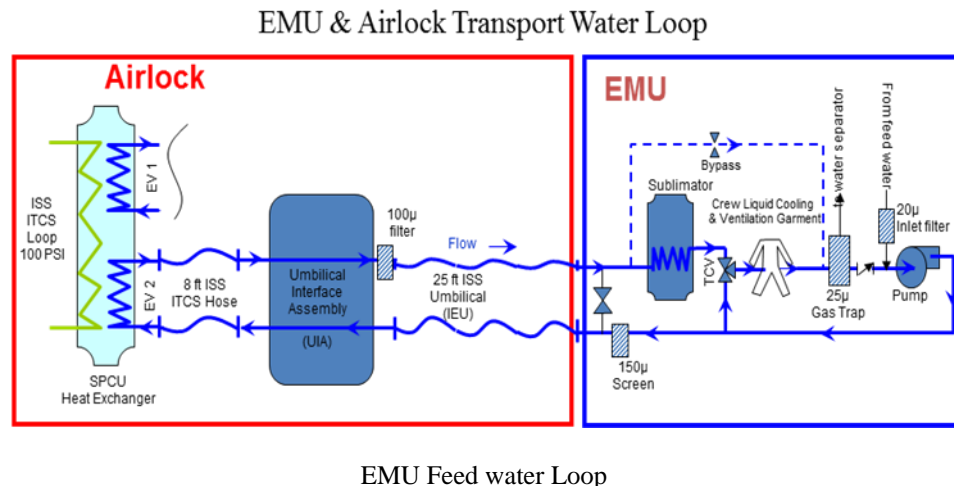 EMU & Airlock Transport Water Loop
Airlock
EMU
ISS
ITCS
Loop
100 PSI
EV 1
EV 2
SPCU
Heat Exchanger
8 ft ISS
ITCS Hose
Umbilical
Interface
Assembly
(UIA)
100µ
filter
Flow
25 ft ISS
Umbilical
(IEU)
Bypass
Sublimator
Crew Liquid Cooling
& Ventilation Garment
TCV
water separator
From feed water
20µ
Inlet filter
25µ
Gas Trap
Pump
150µ
Screen
EMU Feed water Loop